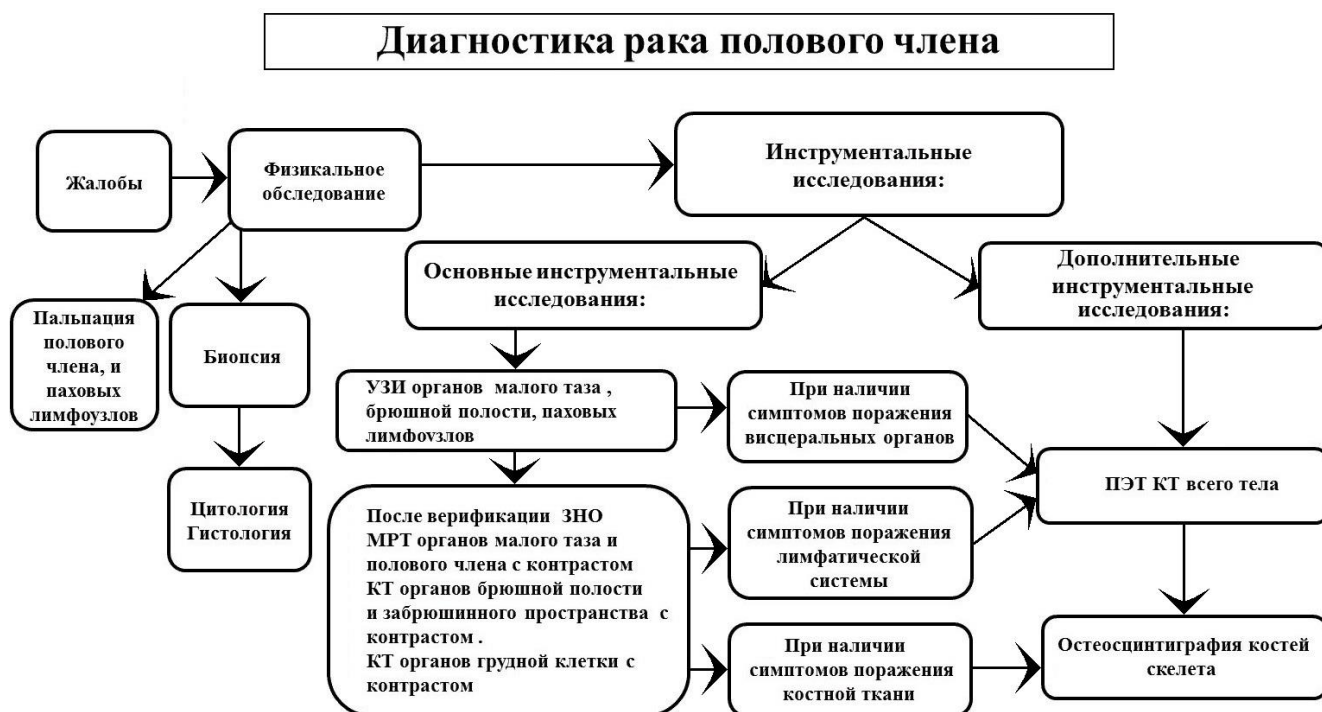 Диагностика рака полового члена
Жалобы
Физикальное
обследование
Инструментальные
исследования:
Основные инструментальные
исследования:
Дополнительные
инструментальные
исследования:
Пальпация
полового
члена, и
паховых
лимфоузлов
Биопсия
Цитология
Гистология
УЗИ органов малого таза ,
брюшной полости, паховых
лимфоузлов
При наличии
симптомов поражения
висцеральных органов
ПЭТ КТ всего тела
После верификации ЗНО
МРТ органов малого таза и
полового члена с контрастом
КТ органов брюшной полости
и забрюшинного пространства с
контрастом .
КТ органов грудной клетки с
контрастом
При наличии
симптомов поражения
лимфатической
системы
При наличии
симптомов поражения
костной ткани
Остеосцинтиграфия костей
скелета